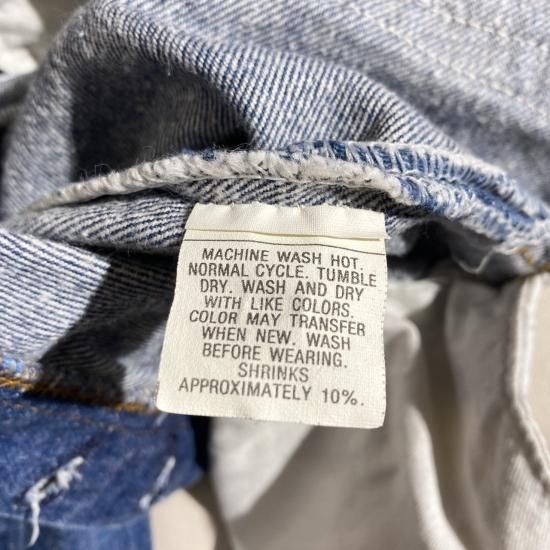 MACHINE WASH HOT.
NORMAL CYCLE. TUMBLE
DRY. WASH AND DRY
WITH LIKE COLORS.
COLOR MAY TRANSFER
WHEN NEW. WASH
BEFORE WEARING.
SHRINKS
APPROXIMATELY 10%.